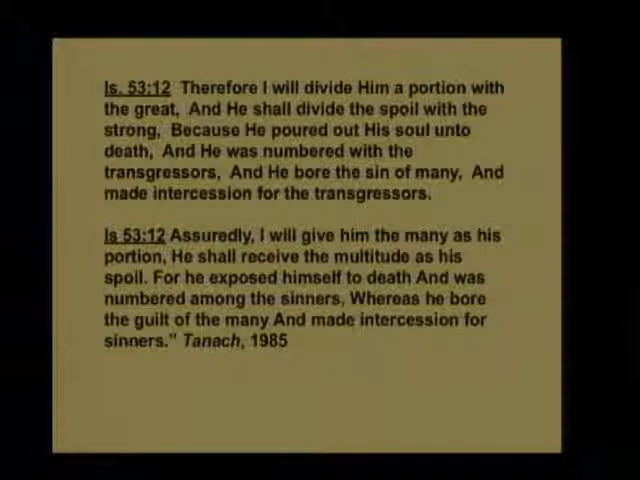 Is. 53:12 Therefore I will divide Him a portion with
the great, And He shall divide the spoil with the
strong, Because He poured out His soul unto
death, And He was numbered with the
transgressors, And He bore the sin of many, And
made intercession for the transgressors.
Is 53:12 Assuredly, I will give him the many as his
portion, He shall receive the multitude as his
spoil. For he exposed himself to death And was
numbered among the sinners, Whereas he bore
the guilt of the many And made intercession for
sinners.” Tanach, 1985